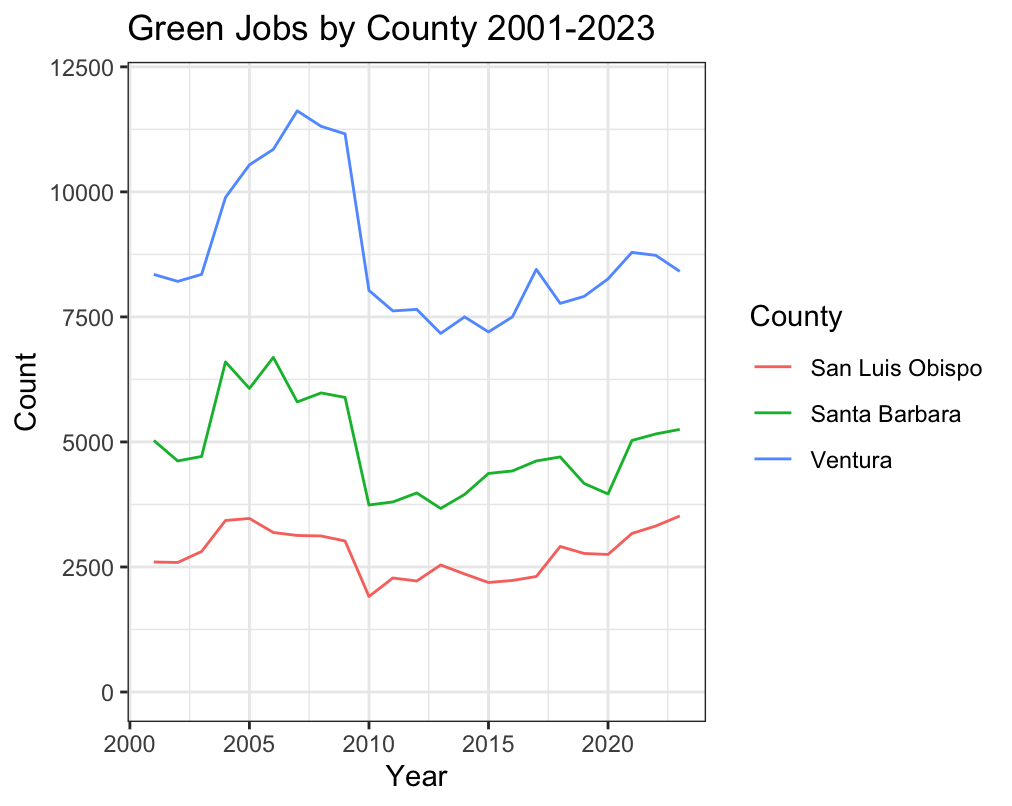 Green Jobs by County 2001-2023
12500
10000
7500
5000
2500
0
Count
2000 2005 2010 2015 2020
Year
County
San Luis Obispo
Santa Barbara
Ventura